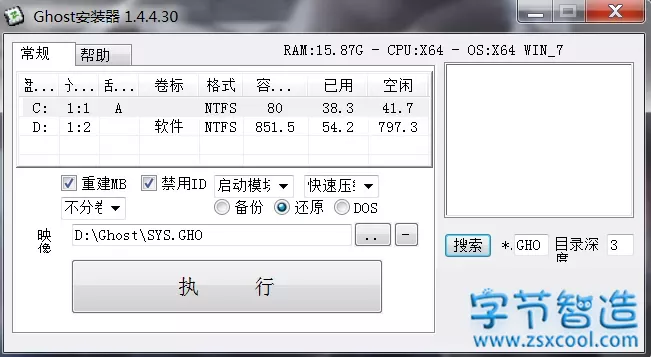 Ghost安装器 1.4.4.30
常规 帮助 RAM:15.87G - CPU:X64 - OS:X64 WIN_7
盘... 分... 活... 卷标 格式 容... 已用 空闲
C: 1:1 A NTFS 80 38.3 41.7
D: 1:2 软件 NTFS 851.5 54.2 797.3
重建MB 禁用ID 启动模块 快速压缩
不分卷 备份 还原 DOS
映像 D:\Ghost\SYS.GHO .. -
搜索 *.GHO 目录深度 3
执 行
字节智造
www.zsxcool.com